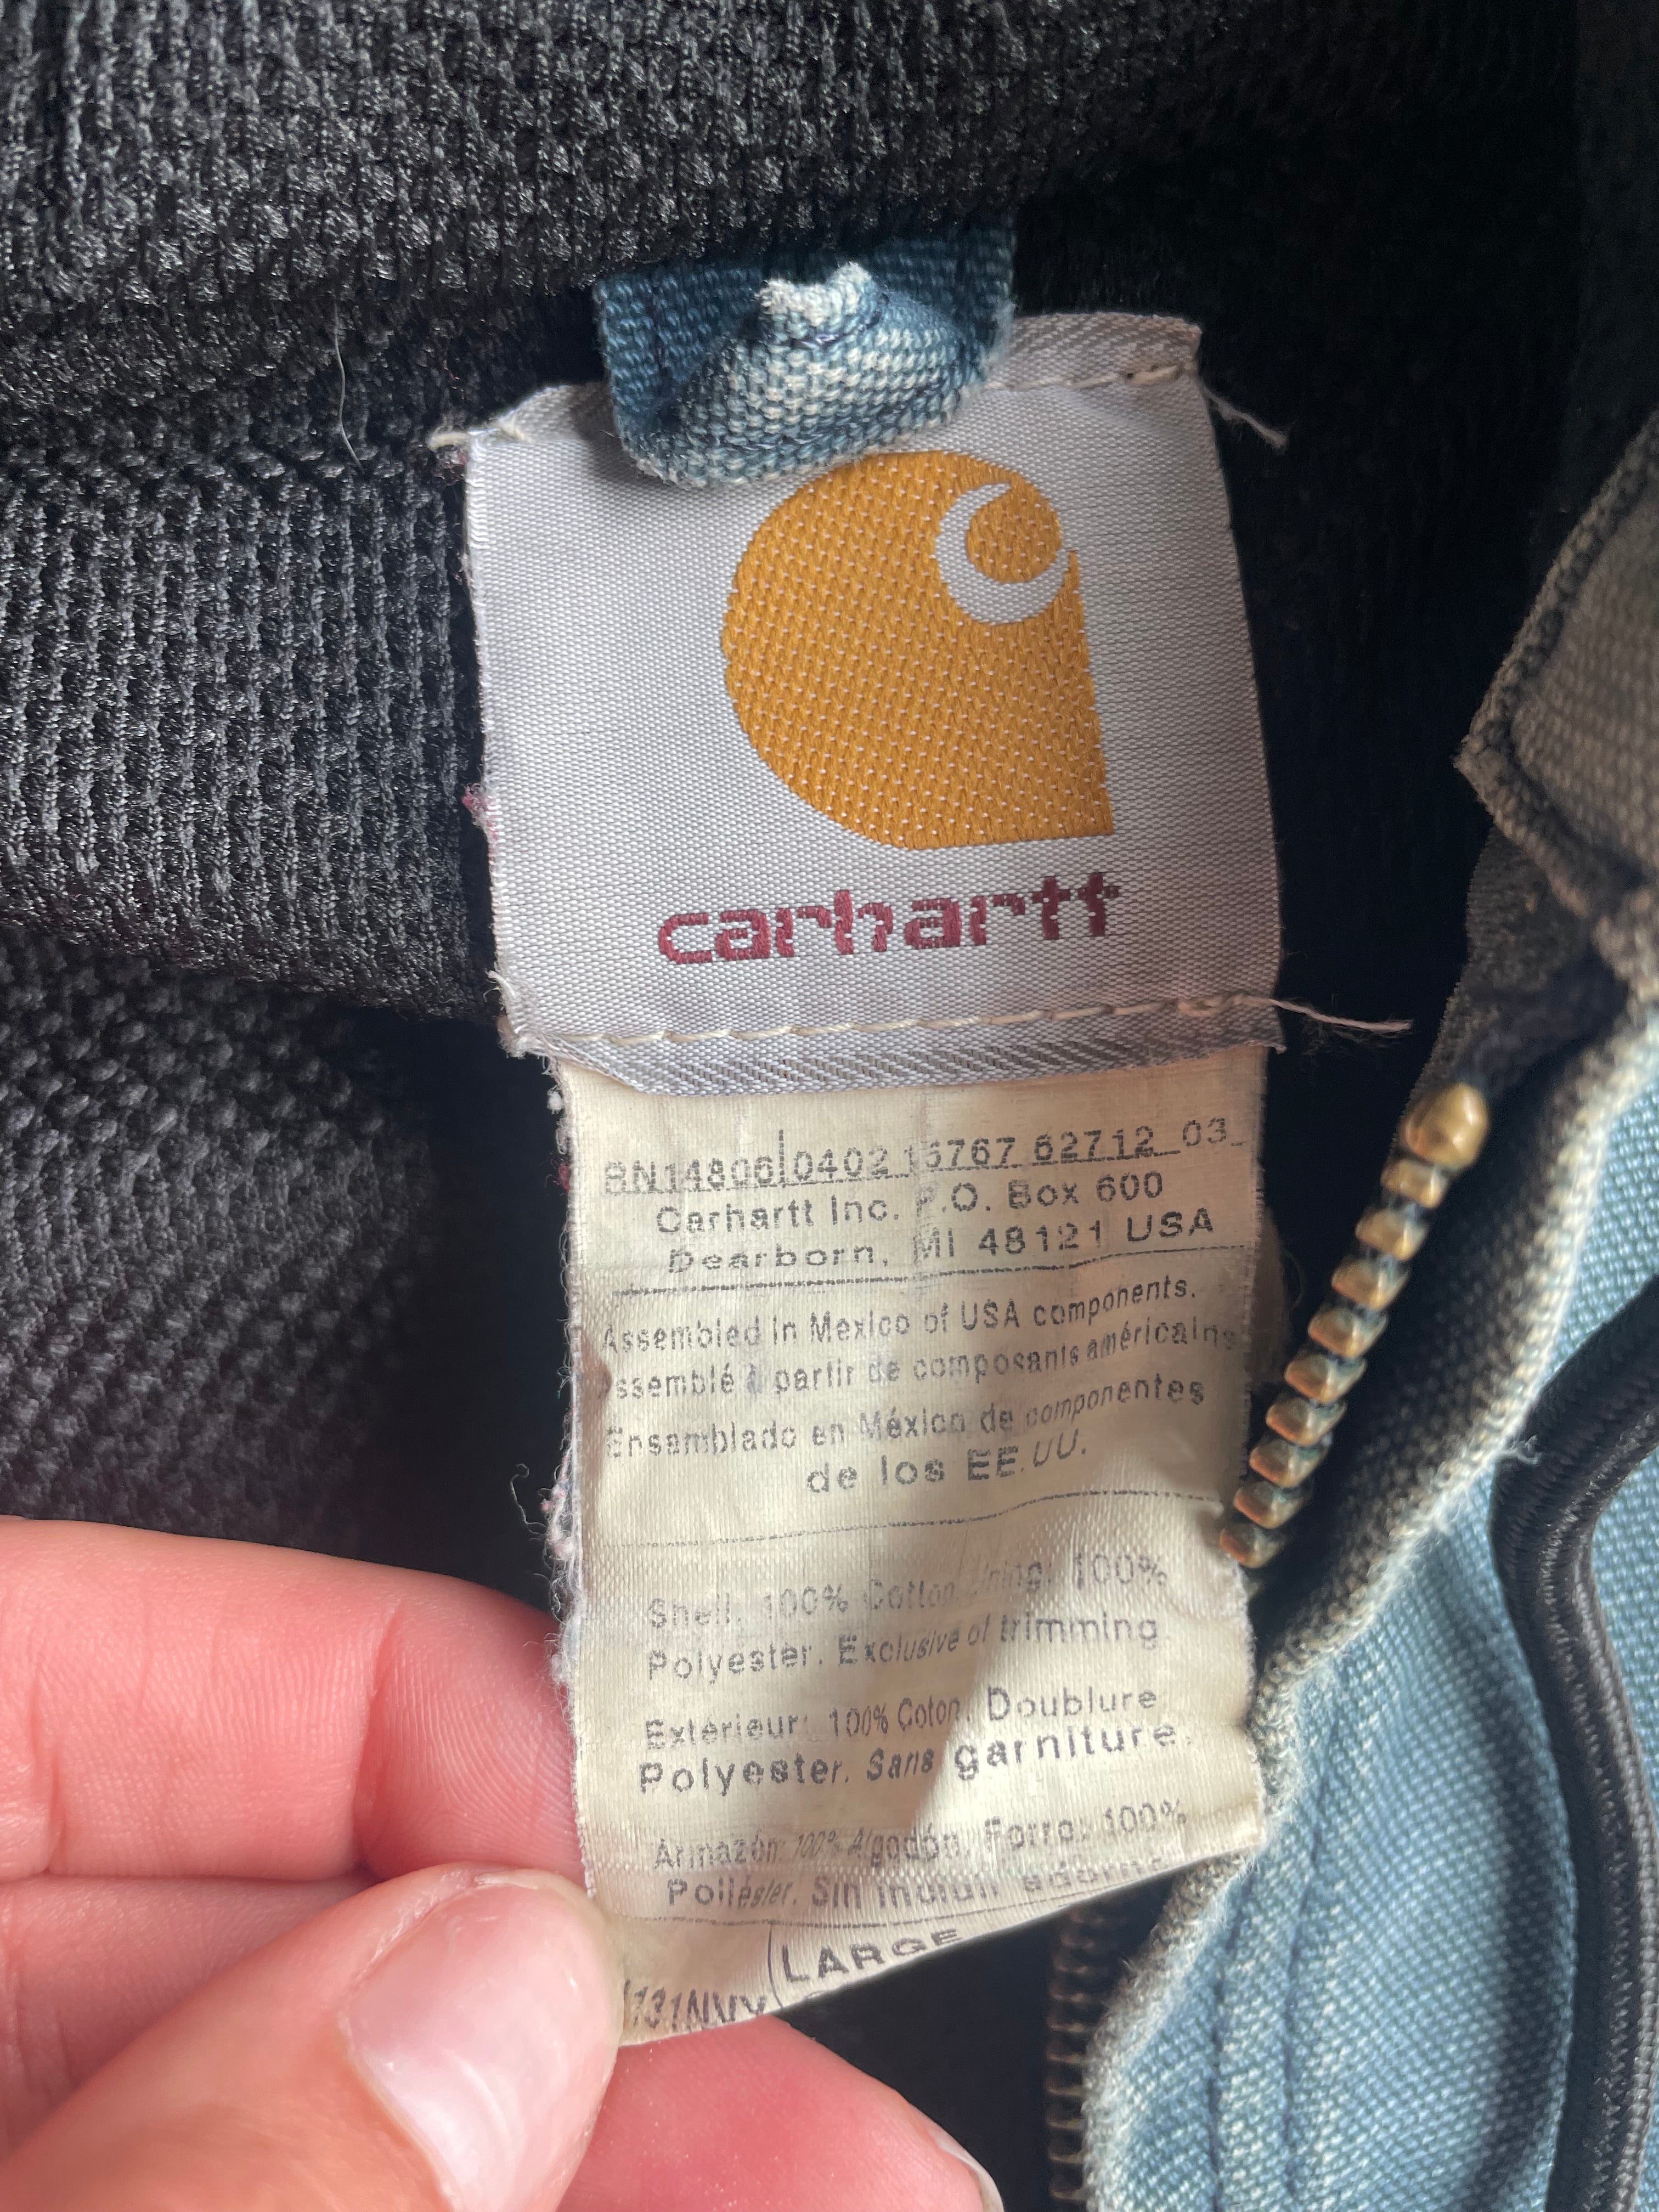 carhartt
RN14806 0402 15767 62712 03
Carhartt Inc. P.O. Box 600
Dearborn, MI 48121 USA
Assembled in Mexico of USA components.
ssemblé à partir de composants américains
Ensamblado en México de componentes
de los EE.UU.
Shell: 100% Cotton Lining: 100%
Polyester. Exclusive of trimming
Extérieur: 100% Coton. Doublure
Polyester. Sans garniture.
Armazón: 100% Algodón. Forro: 100%
Poliéster. Sin incluir
LARGE
131NVY